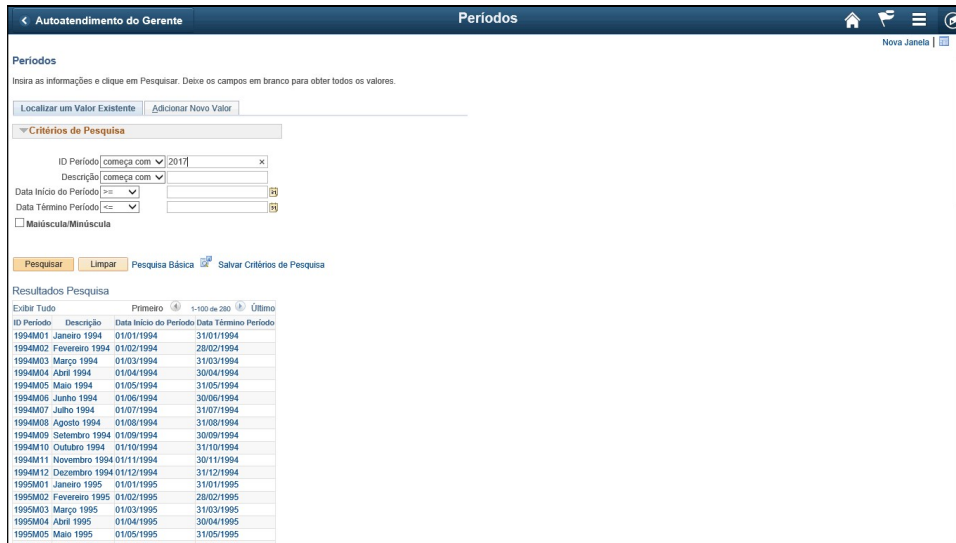 Autoatendimento do Gerente
Períodos
Nova Janela
Períodos
Insira as informações e clique em Pesquisar. Deixe os campos em branco para obter todos os valores.
Localizar um Valor Existente Adicionar Novo Valor
Critérios de Pesquisa
ID Período começa com 2017
Descrição começa com
Data Início do Período >=
Data Término Período <=
Maiúscula/Minúscula
Pesquisar Limpar Pesquisa Básica Salvar Critérios de Pesquisa
Resultados Pesquisa
Exibir Tudo Primeiro 1-100 de 280 Último
ID Período Descrição Data Início do Período Data Término Período
1994M01 Janeiro 1994 01/01/1994 31/01/1994
1994M02 Fevereiro 1994 01/02/1994 28/02/1994
1994M03 Março 1994 01/03/1994 31/03/1994
1994M04 Abril 1994 01/04/1994 30/04/1994
1994M05 Maio 1994 01/05/1994 31/05/1994
1994M06 Junho 1994 01/06/1994 30/06/1994
1994M07 Julho 1994 01/07/1994 31/07/1994
1994M08 Agosto 1994 01/08/1994 31/08/1994
1994M09 Setembro 1994 01/09/1994 30/09/1994
1994M10 Outubro 1994 01/10/1994 31/10/1994
1994M11 Novembro 1994 01/11/1994 30/11/1994
1994M12 Dezembro 1994 01/12/1994 31/12/1994
1995M01 Janeiro 1995 01/01/1995 31/01/1995
1995M02 Fevereiro 1995 01/02/1995 28/02/1995
1995M03 Março 1995 01/03/1995 31/03/1995
1995M04 Abril 1995 01/04/1995 30/04/1995
1995M05 Maio 1995 01/05/1995 31/05/1995